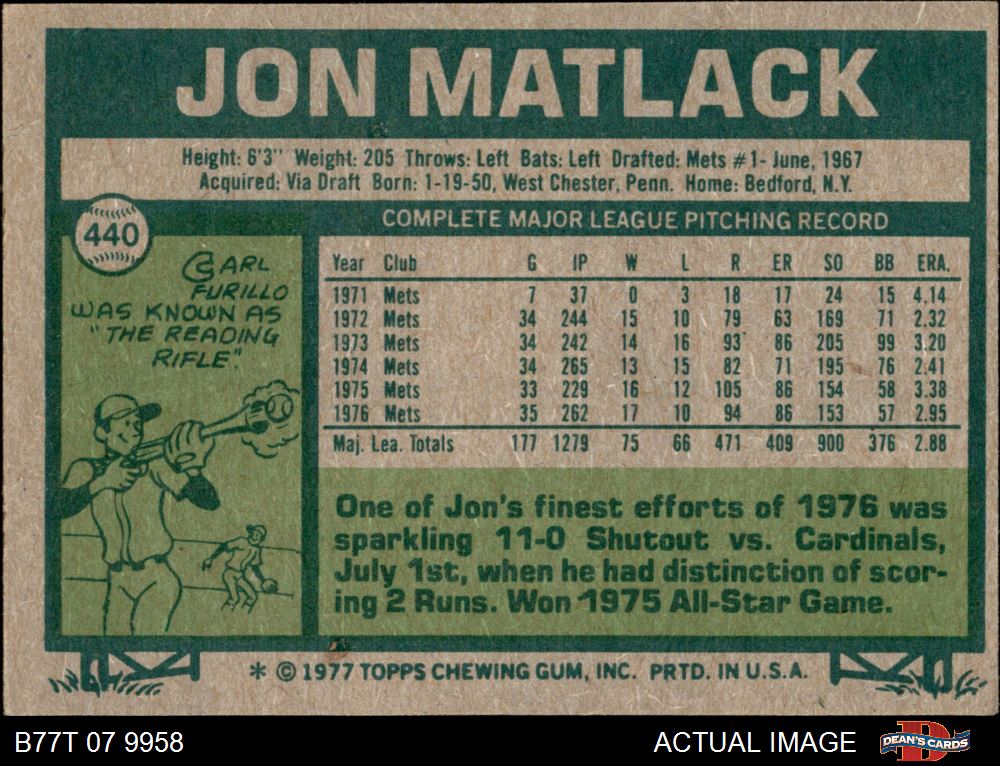 JON MATLACK
Height: 6'3" Weight: 205 Throws: Left Bats: Left Drafted: Mets #1- June, 1967
Acquired: Via Draft Born: 1-19-50, West Chester, Penn. Home: Bedford, N.Y.
440
CARL
FURILLO
WAS KNOWN AS
"THE READING
RIFLE".
COMPLETE MAJOR LEAGUE PITCHING RECORD
Year Club G IP W L R ER SO BB ERA.
1971 Mets 7 37 0 3 18 17 24 15 4.14
1972 Mets 34 244 15 10 79 63 169 71 2.32
1973 Mets 34 242 14 16 93 86 205 99 3.20
1974 Mets 34 265 13 15 82 71 195 76 2.41
1975 Mets 33 229 16 12 105 86 154 58 3.38
1976 Mets 35 262 17 10 94 86 153 57 2.95
Maj. Lea. Totals 177 1279 75 66 471 409 900 376 2.88
One of Jon's finest efforts of 1976 was
sparkling 11-0 Shutout vs. Cardinals,
July 1st, when he had distinction of scor-
ing 2 Runs. Won 1975 All-Star Game.
* © 1977 TOPPS CHEWING GUM, INC. PRTD. IN U.S.A.
B77T 07 9958
ACTUAL IMAGE
DEAN'S CARDS